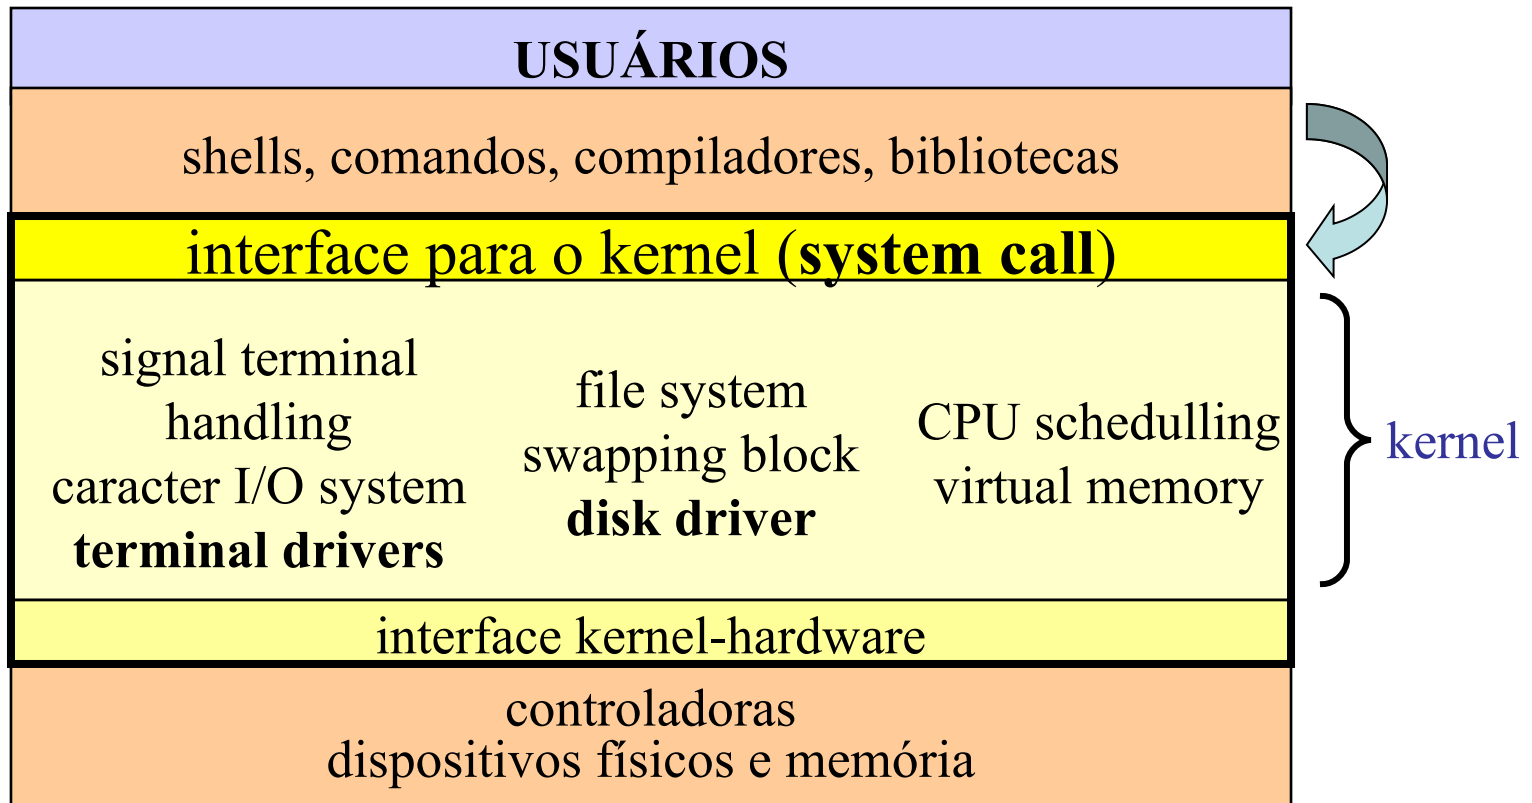 USUÁRIOS
shells, comandos, compiladores, bibliotecas
interface para o kernel (system call)
signal terminal
handling
caracter I/O system
terminal drivers
file system
swapping block
disk driver
CPU schedulling
virtual memory
kernel
interface kernel-hardware
controladoras
dispositivos físicos e memória